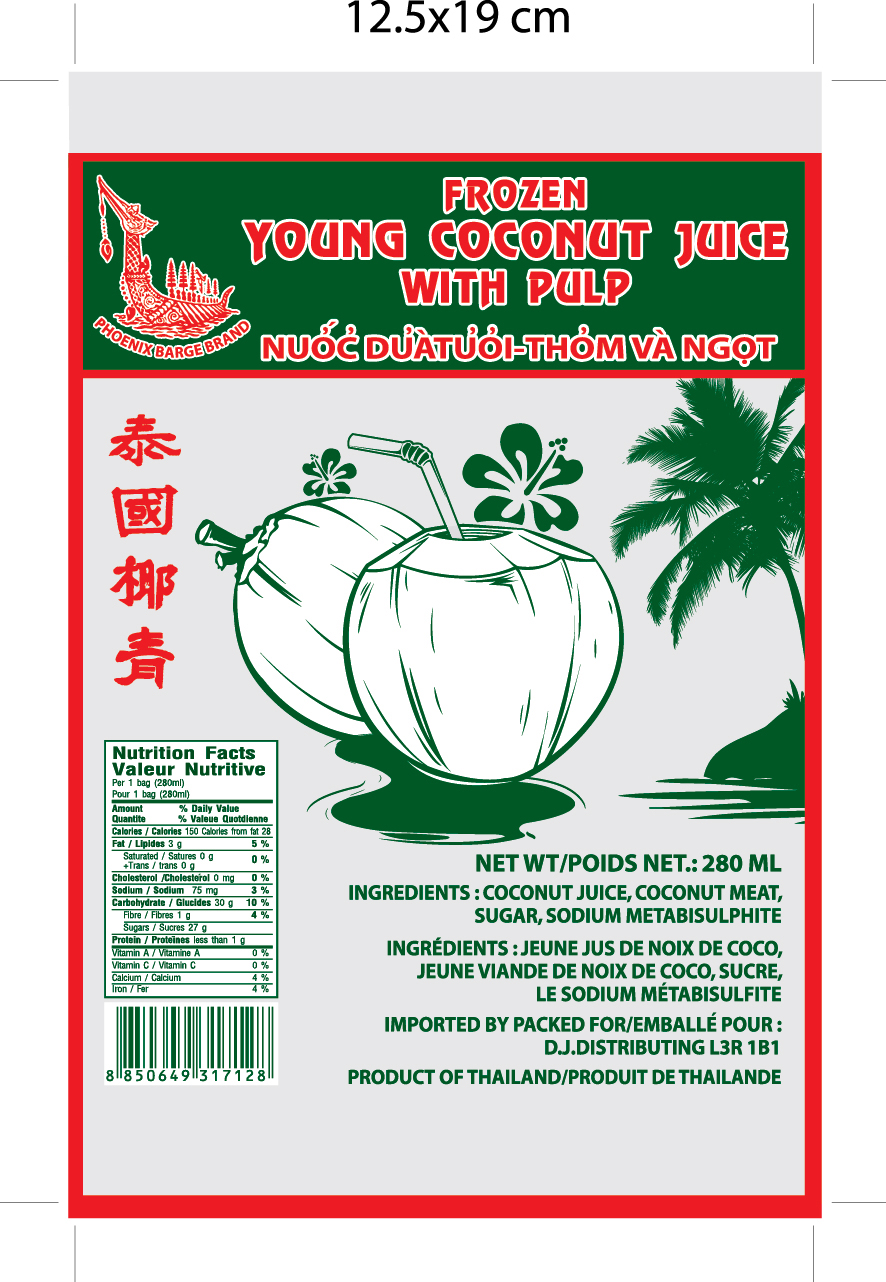 12.5x19 cm
FROZEN
YOUNG COCONUT JUICE
WITH PULP
PHOENIX BARGE BRAND
NƯỚC DỪATƯƠI-THƠM VÀ NGỌT
泰
國
椰
青
Nutrition Facts
Valeur Nutritive
Per 1 bag (280ml)
Pour 1 bag (280ml)
Amount % Daily Value
Quantite % Valeue Quotdienne
Calories / Calories 150 Calories from fat 28
Fat / Lipides 3 g 5 %
Saturated / Satures 0 g 0 %
+Trans / trans 0 g
Cholesterol /Cholesterol 0 mg 0 %
Sodium / Sodium 75 mg 3 %
Carbohydrate / Glucides 30 g 10 %
Fibre / Fibres 1 g 4 %
Sugars / Sucres 27 g
Protein / Proteines less than 1 g
Vitamin A / Vitamine A 0 %
Vitamin C / Vitamin C 0 %
Calcium / Calcium 4 %
Iron / Fer 4 %
8 850649 317128
NET WT/POIDS NET.: 280 ML
INGREDIENTS : COCONUT JUICE, COCONUT MEAT,
SUGAR, SODIUM METABISULPHITE
INGRÉDIENTS : JEUNE JUS DE NOIX DE COCO,
JEUNE VIANDE DE NOIX DE COCO, SUCRE,
LE SODIUM MÉTABISULFITE
IMPORTED BY PACKED FOR/EMBALLÉ POUR :
D.J.DISTRIBUTING L3R 1B1
PRODUCT OF THAILAND/PRODUIT DE THAILANDE